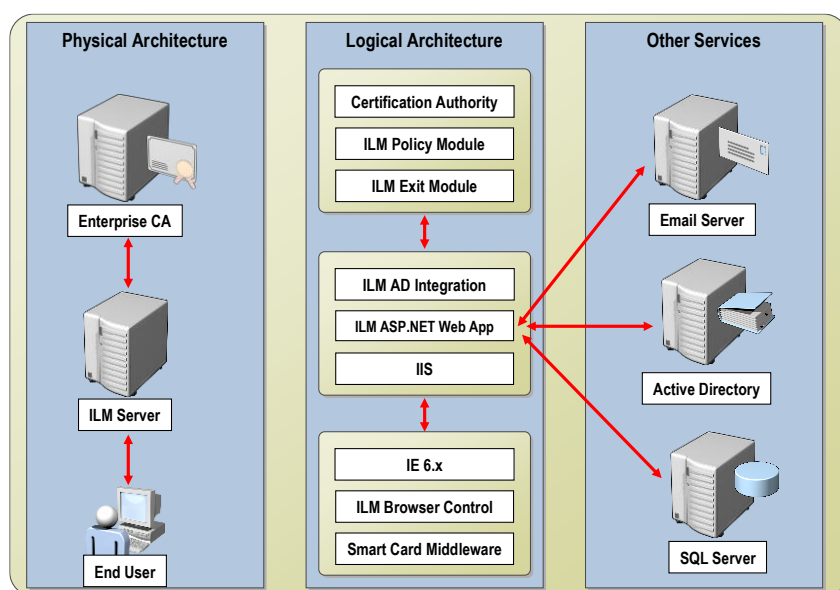 Physical Architecture
Enterprise CA
ILM Server
End User
Logical Architecture
Certification Authority
ILM Policy Module
ILM Exit Module
ILM AD Integration
ILM ASP.NET Web App
IIS
IE 6.x
ILM Browser Control
Smart Card Middleware
Other Services
Email Server
Active Directory
SQL Server